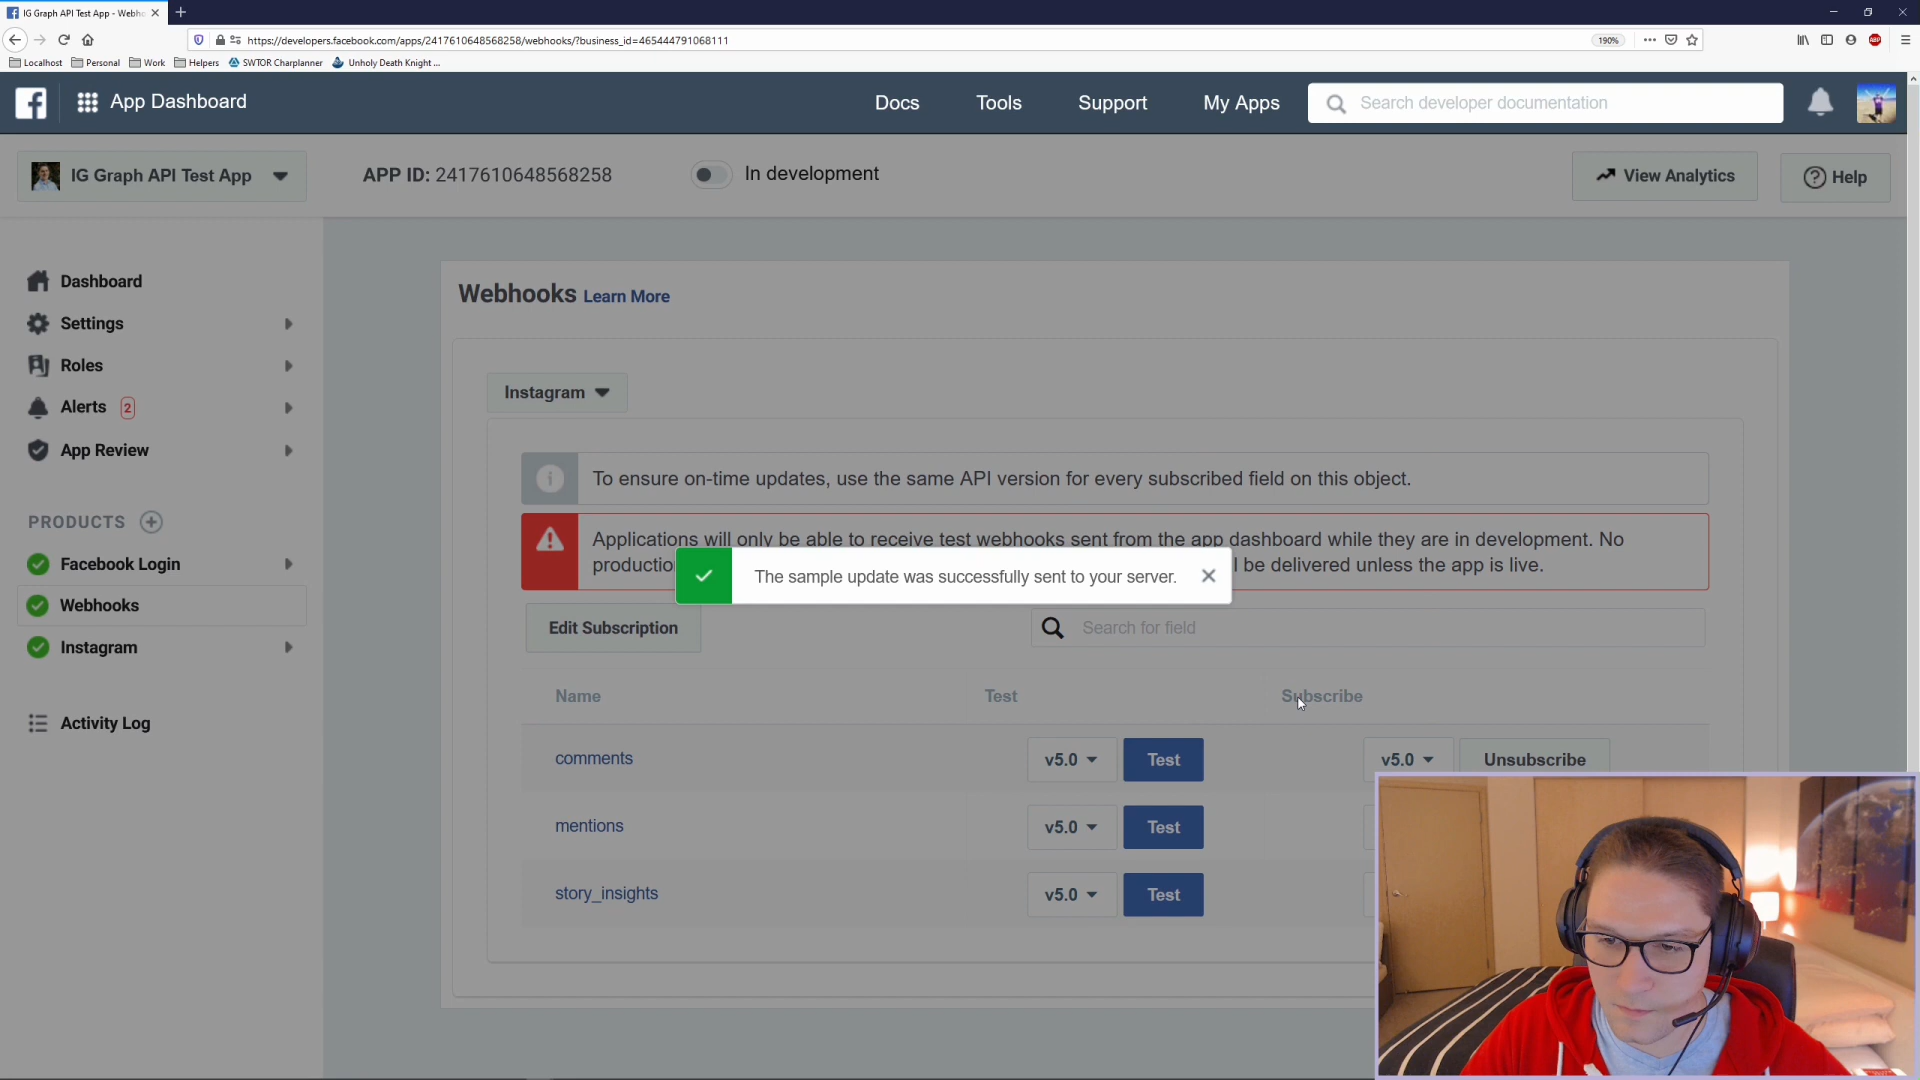 IG Graph API Test App - Webho
https://developers.facebook.com/apps/2417610648568258/webhooks/?business_id=465444791068111
190%
ABP
Localhost
Personal
Work
Helpers
SWTOR Charplanner
Unholy Death Knight ...
App Dashboard
Docs
Tools
Support
My Apps
Search developer documentation
IG Graph API Test App
APP ID: 2417610648568258
In development
View Analytics
Help
Dashboard
Settings
Roles
Alerts 2
App Review
PRODUCTS
Facebook Login
Webhooks
Instagram
Activity Log
Webhooks Learn More
Instagram
To ensure on-time updates, use the same API version for every subscribed field on this object.
Applications will only be able to receive test webhooks sent from the app dashboard while they are in development. No
productio
l be delivered unless the app is live.
The sample update was successfully sent to your server.
Edit Subscription
Search for field
Name Test Subscribe
comments v5.0 Test v5.0 Unsubscribe
mentions v5.0 Test
story_insights v5.0 Test